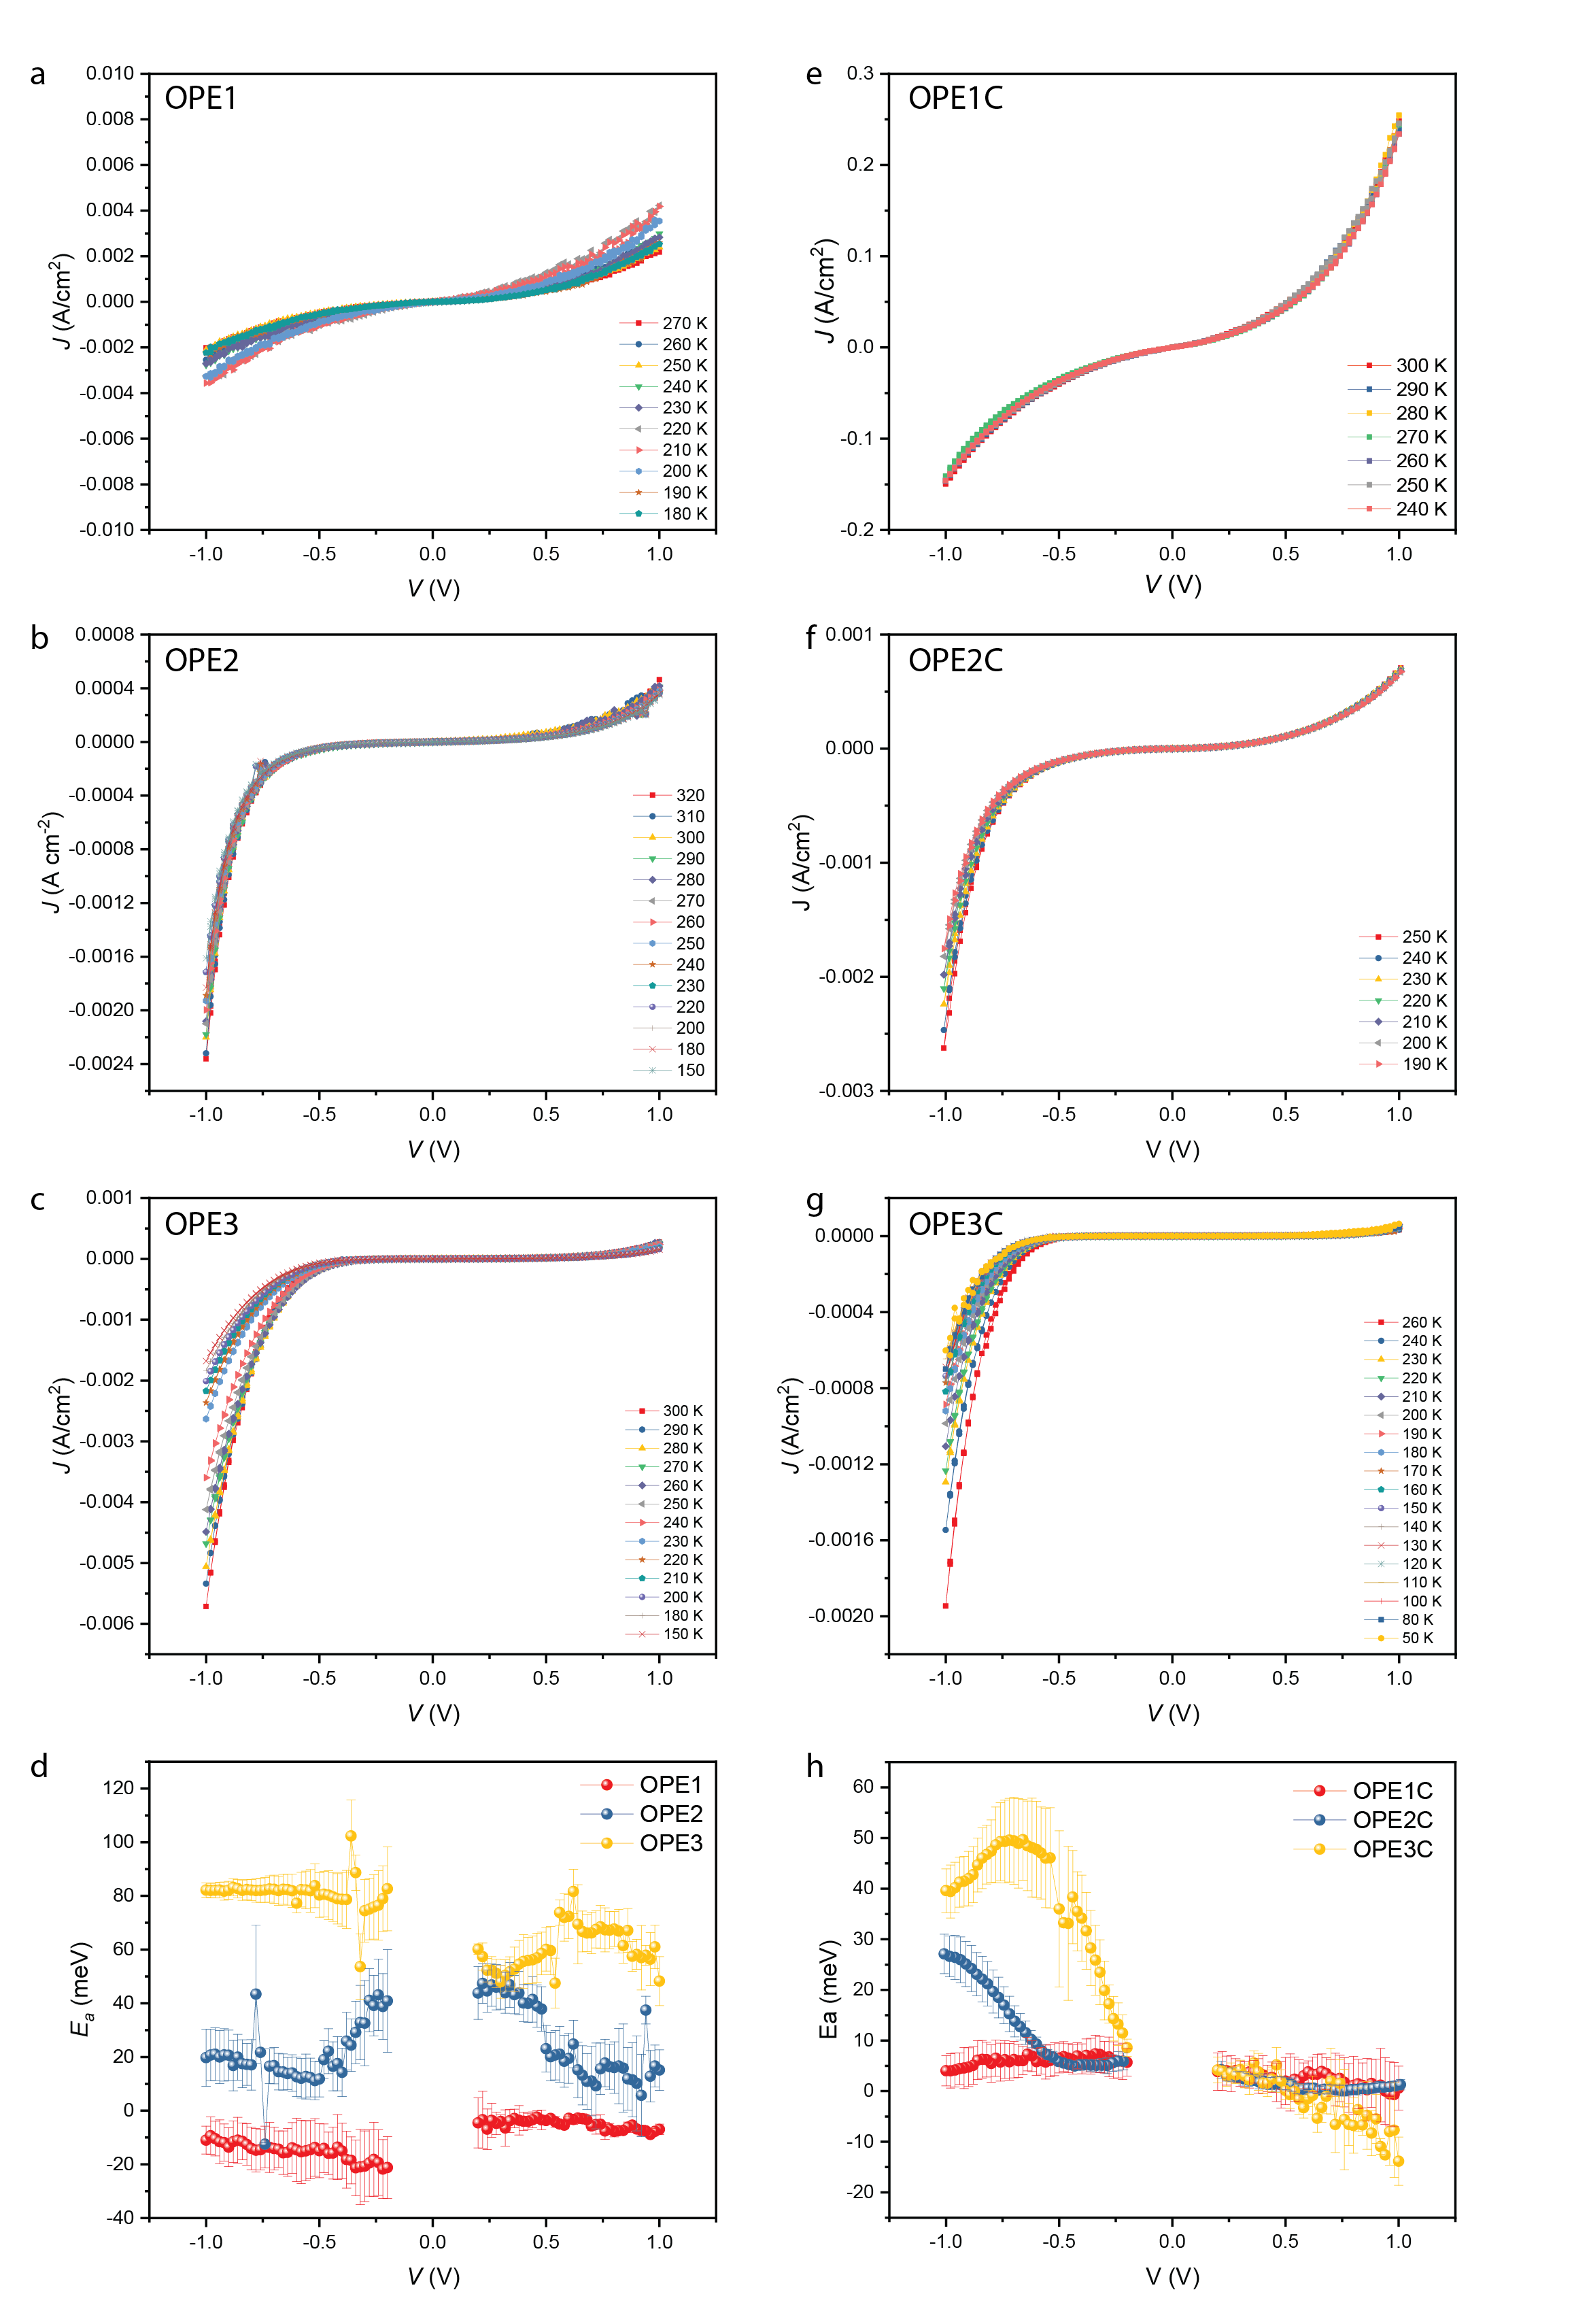 a
OPE1
0.010
0.008
0.006
0.004
0.002
0.000
-0.002
-0.004
-0.006
-0.008
-0.010
J (A/cm2)
270 K
260 K
250 K
240 K
230 K
220 K
210 K
200 K
190 K
180 K
-1.0 -0.5 0.0 0.5 1.0
V (V)
e
OPE1C
0.3
0.2
0.1
0.0
-0.1
-0.2
J (A/cm2)
300 K
290 K
280 K
270 K
260 K
250 K
240 K
-1.0 -0.5 0.0 0.5 1.0
V (V)
b
OPE2
0.0008
0.0004
0.0000
-0.0004
-0.0008
-0.0012
-0.0016
-0.0020
-0.0024
J (A cm-2)
320
310
300
290
280
270
260
250
240
230
220
200
180
150
-1.0 -0.5 0.0 0.5 1.0
V (V)
f
OPE2C
0.001
0.000
-0.001
-0.002
-0.003
J (A/cm2)
250 K
240 K
230 K
220 K
210 K
200 K
190 K
-1.0 -0.5 0.0 0.5 1.0
V (V)
c
OPE3
0.001
0.000
-0.001
-0.002
-0.003
-0.004
-0.005
-0.006
J (A/cm2)
300 K
290 K
280 K
270 K
260 K
250 K
240 K
230 K
220 K
210 K
200 K
180 K
150 K
-1.0 -0.5 0.0 0.5 1.0
V (V)
g
OPE3C
0.0000
-0.0004
-0.0008
-0.0012
-0.0016
-0.0020
J (A/cm2)
260 K
240 K
230 K
220 K
210 K
200 K
190 K
180 K
170 K
160 K
150 K
140 K
130 K
120 K
110 K
100 K
80 K
50 K
-1.0 -0.5 0.0 0.5 1.0
V (V)
d
120
100
80
60
40
20
0
-20
-40
Ea (meV)
OPE1
OPE2
OPE3
-1.0 -0.5 0.0 0.5 1.0
V (V)
h
60
50
40
30
20
10
0
-10
-20
Ea (meV)
OPE1C
OPE2C
OPE3C
-1.0 -0.5 0.0 0.5 1.0
V (V)